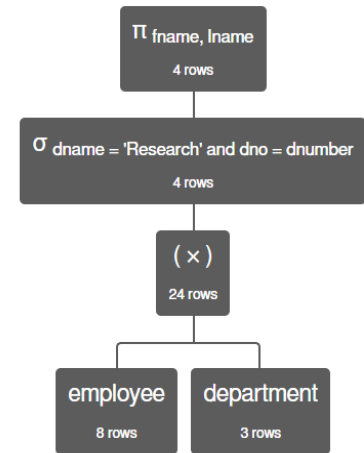 π fname, lname
4 rows
σ dname = 'Research' and dno = dnumber
4 rows
( × )
24 rows
employee
8 rows
department
3 rows